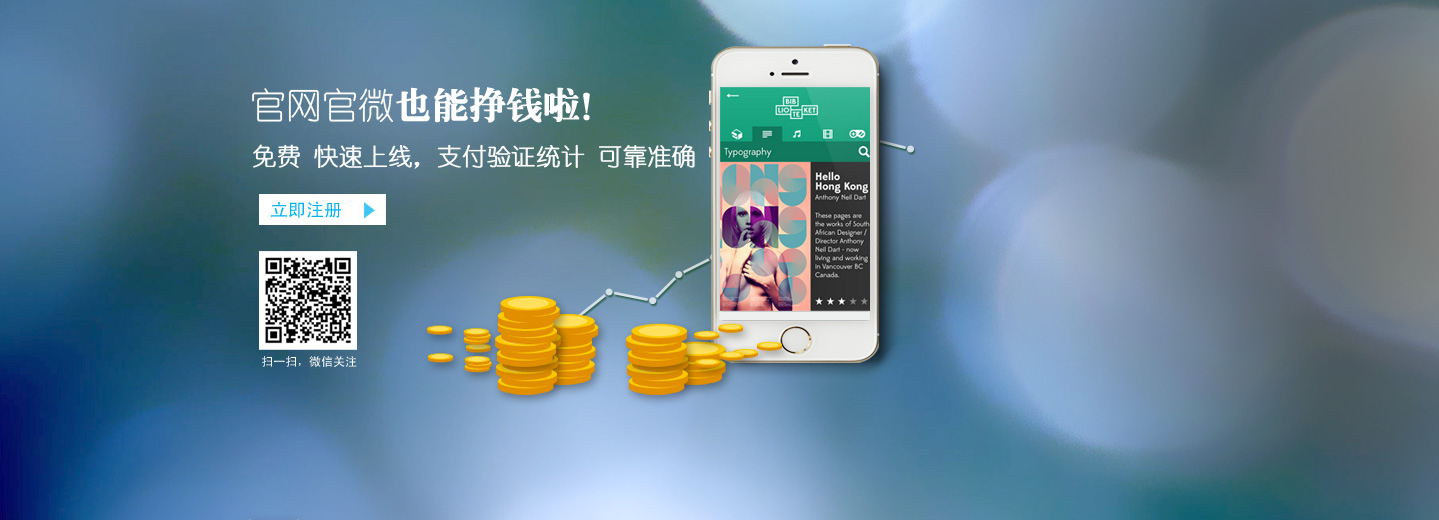 官网官微也能挣钱啦!
免费 快速上线，支付验证统计 可靠准确
立即注册
扫一扫，微信关注
BIB
LIO
TE
KET
Typography
Hello
Hong Kong
Anthony Neil Dart
These pages are
the works of South
African Designer /
Director Anthony
Neil Dart - now
living and working
in Vancouver BC
Canada.